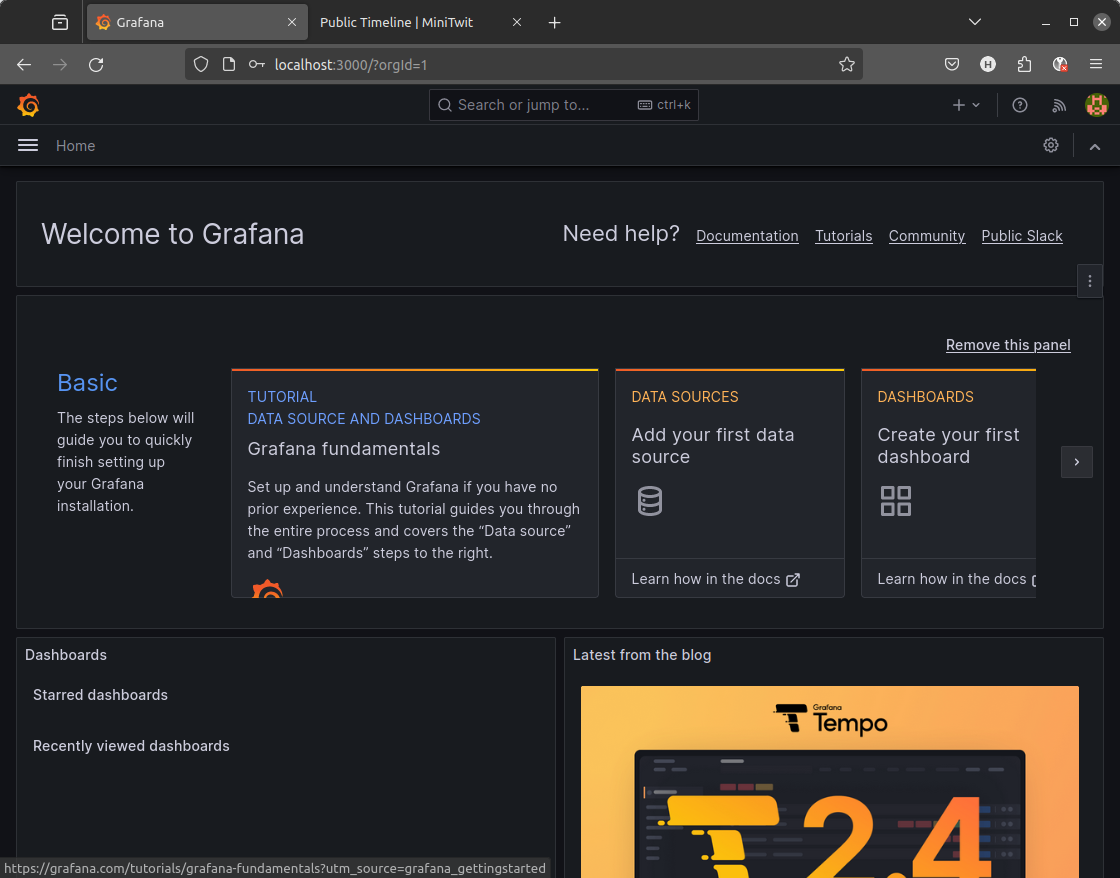 Grafana
Public Timeline | MiniTwit
localhost:3000/?orgId=1
H
Search or jump to...
ctrl+k
Home
Welcome to Grafana
Need help?
Documentation
Tutorials
Community
Public Slack
Remove this panel
Basic
The steps below will
guide you to quickly
finish setting up
your Grafana
installation.
TUTORIAL
DATA SOURCE AND DASHBOARDS
Grafana fundamentals
Set up and understand Grafana if you have no
prior experience. This tutorial guides you through
the entire process and covers the “Data source”
and “Dashboards” steps to the right.
DATA SOURCES
Add your first data
source
Learn how in the docs
DASHBOARDS
Create your first
dashboard
Learn how in the docs
Dashboards
Starred dashboards
Recently viewed dashboards
Latest from the blog
Grafana
Tempo
2.4
https://grafana.com/tutorials/grafana-fundamentals?utm_source=grafana_gettingstarted